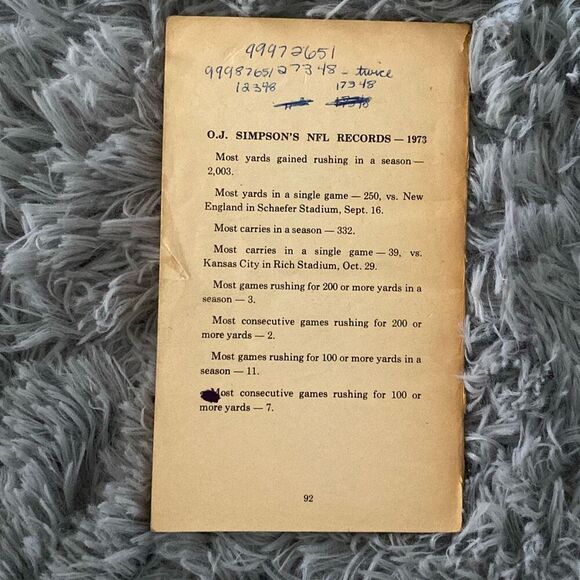 99972651
99987651 27348 - twice
12398 17348
O.J. SIMPSON'S NFL RECORDS — 1973
Most yards gained rushing in a season —
2,003.
Most yards in a single game — 250, vs. New
England in Schaefer Stadium, Sept. 16.
Most carries in a season — 332.
Most carries in a single game — 39, vs.
Kansas City in Rich Stadium, Oct. 29.
Most games rushing for 200 or more yards in a
season — 3.
Most consecutive games rushing for 200 or
more yards — 2.
Most games rushing for 100 or more yards in a
season — 11.
Most consecutive games rushing for 100 or
more yards — 7.
92